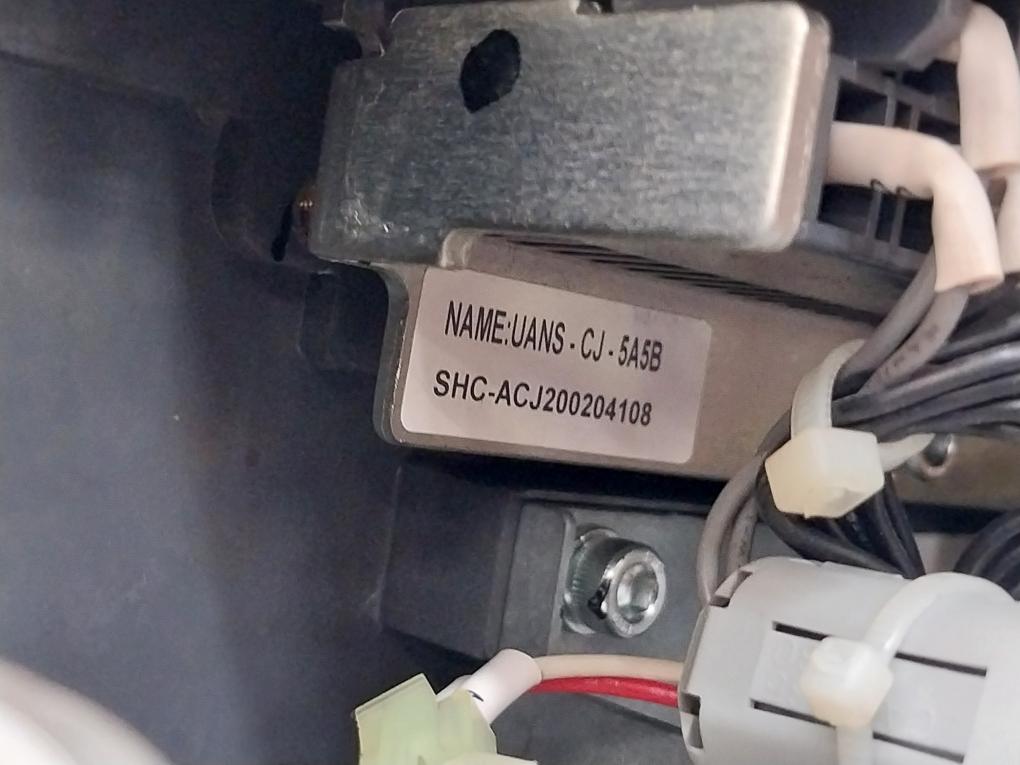 NAME:UANS - CJ - 5A5B
SHC-ACJ200204108